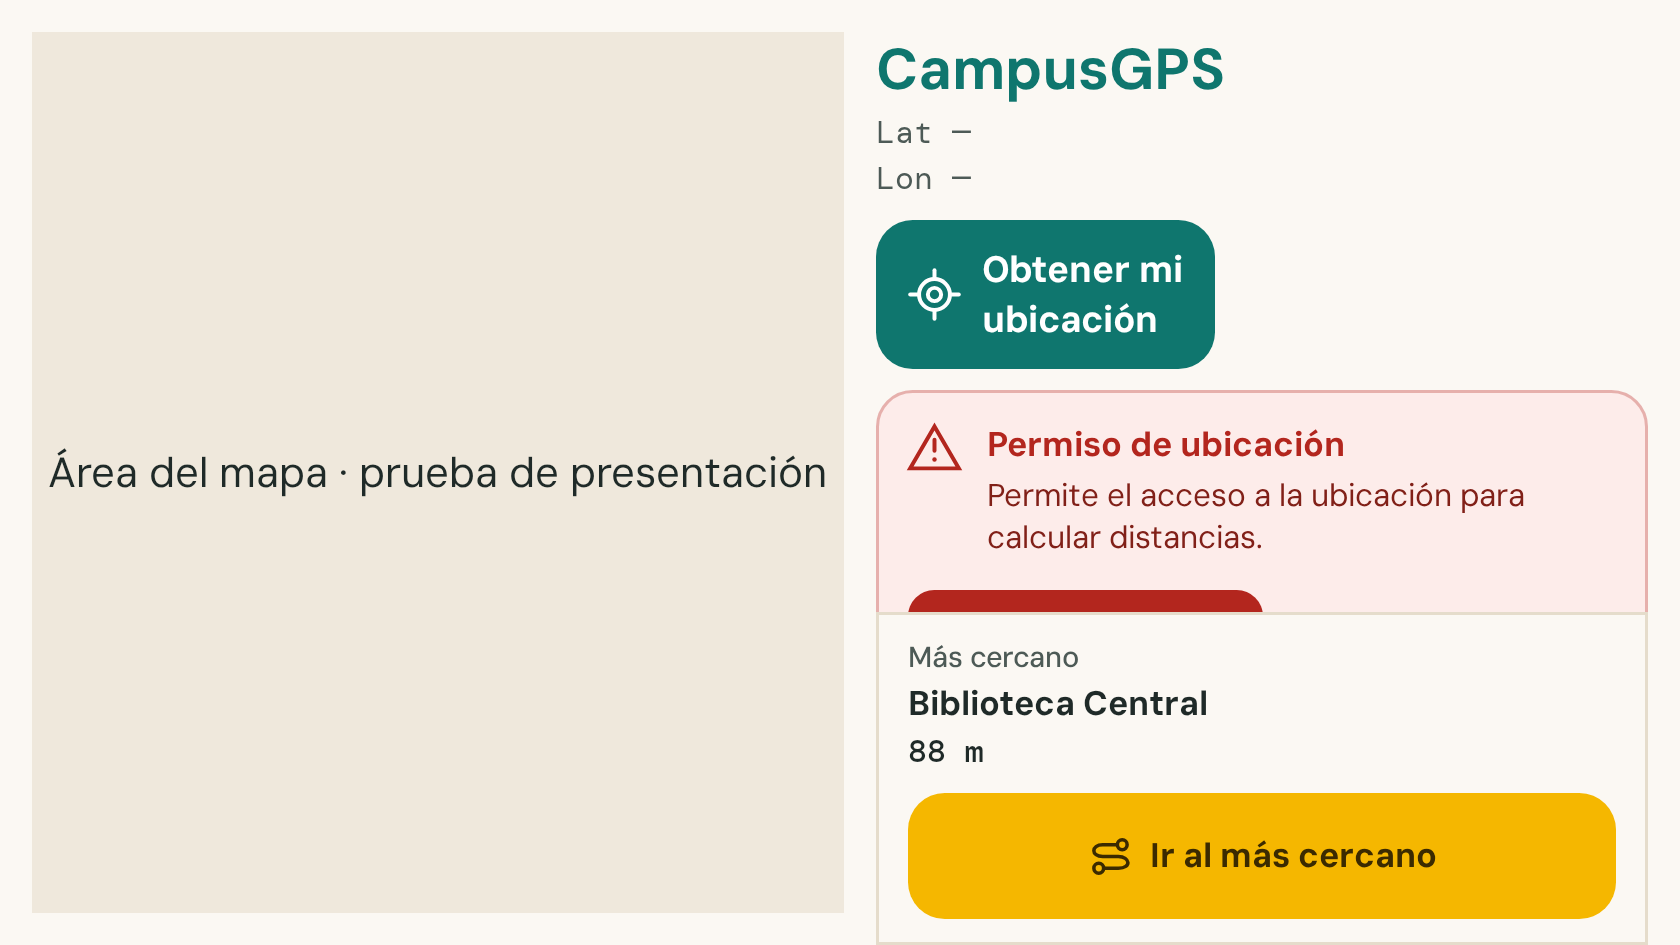 Área del mapa · prueba de presentación
CampusGPS
Lat —
Lon —
Obtener mi
ubicación
Permiso de ubicación
Permite el acceso a la ubicación para
calcular distancias.
Más cercano
Biblioteca Central
88 m
Ir al más cercano